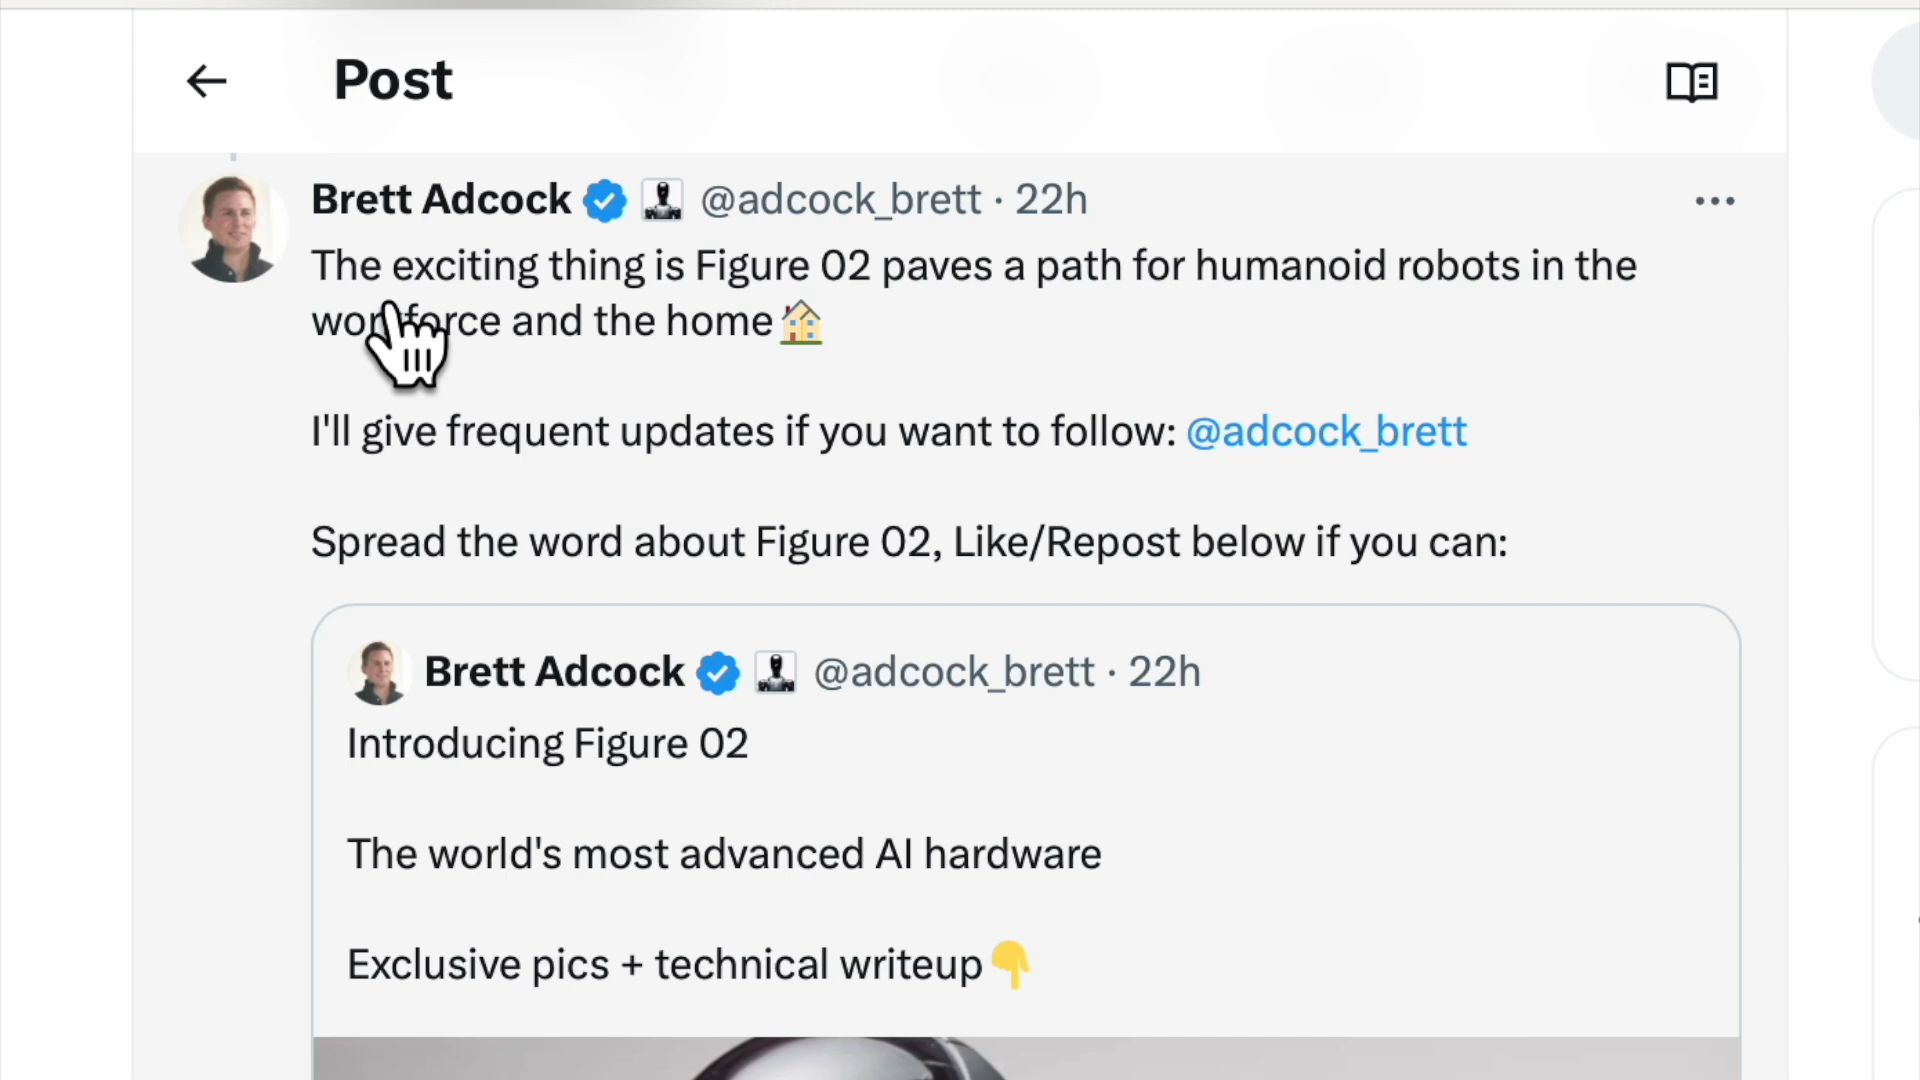 Post
Brett Adcock @adcock_brett · 22h
The exciting thing is Figure 02 paves a path for humanoid robots in the
workforce and the home🏠
I'll give frequent updates if you want to follow: @adcock_brett
Spread the word about Figure 02, Like/Repost below if you can:
Brett Adcock @adcock_brett · 22h
Introducing Figure 02
The world's most advanced AI hardware
Exclusive pics + technical writeup👇